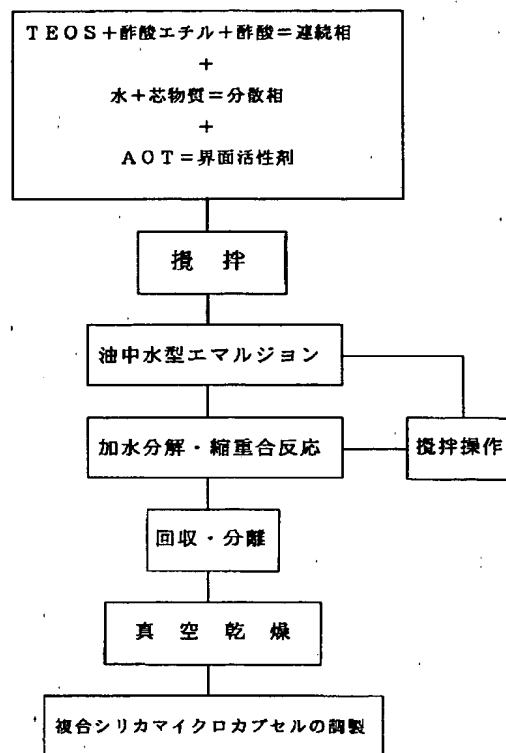 TEOS+酢酸エチル+酢酸=連続相
+
水+芯物質=分散相
+
AOT=界面活性剤
攪 拌
油中水型エマルジョン
加水分解・縮重合反応
攪拌操作
回収・分離
真 空 乾 燥
複合シリカマイクロカプセルの調製